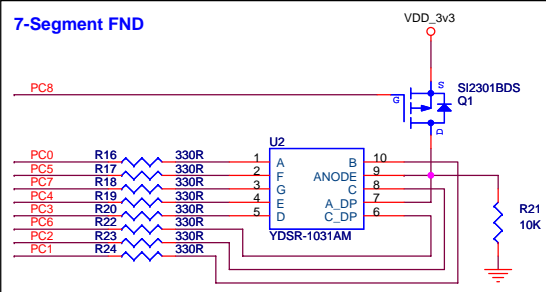 7-Segment FND
VDD_3v3
PC8
S
G
D
SI2301BDS
Q1
U2
PC0 R16 330R 1 A B 10
PC5 R17 330R 2 F ANODE 9
PC7 R18 330R 3 G C 8
PC4 R19 330R 4 E A_DP 7
PC3 R20 330R 5 D C_DP 6
PC6 R22 330R YDSR-1031AM
PC2 R23 330R
PC1 R24 330R
R21
10K